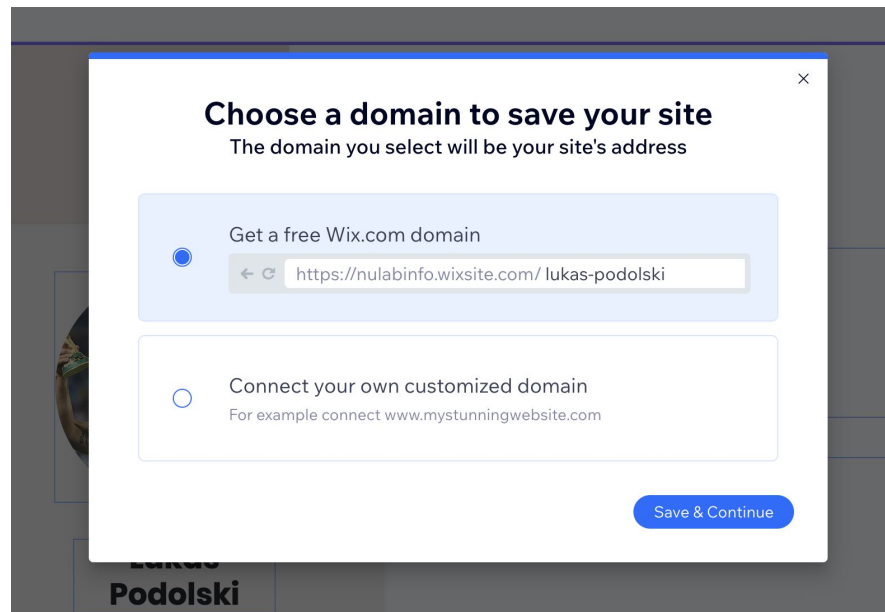 Choose a domain to save your site
The domain you select will be your site's address
Get a free Wix.com domain
https://nulabinfo.wixsite.com/ lukas-podolski
Connect your own customized domain
For example connect www.mystunningwebsite.com
Save & Continue
Lukas
Podolski